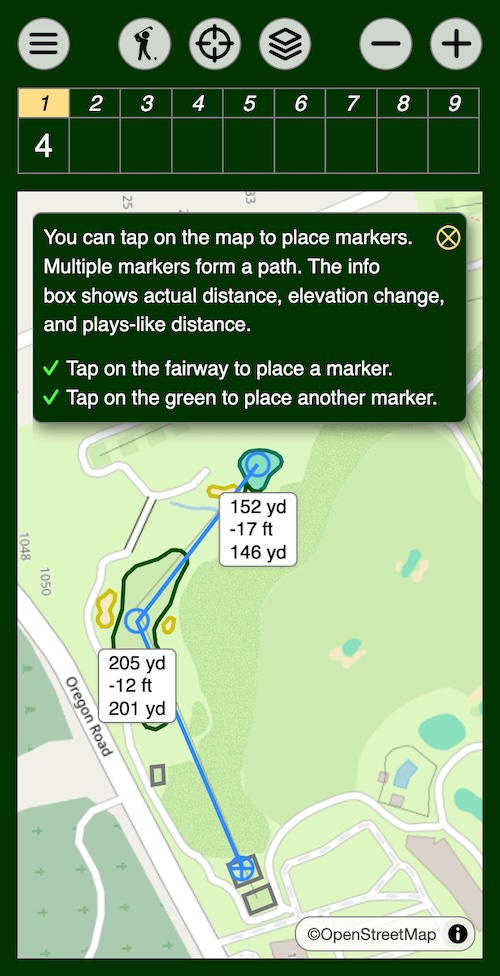 1 2 3 4 5 6 7 8 9
4
25
33
You can tap on the map to place markers.
Multiple markers form a path. The info
box shows actual distance, elevation change,
and plays-like distance.
✓ Tap on the fairway to place a marker.
✓ Tap on the green to place another marker.
152 yd
-17 ft
146 yd
1048
1050
205 yd
-12 ft
201 yd
Oregon Road
©OpenStreetMap